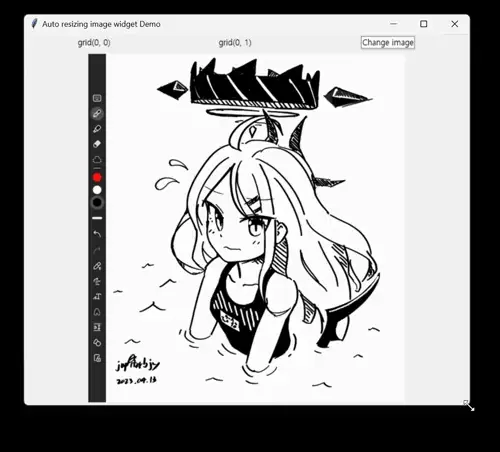 Auto resizing image widget Demo
grid(0, 0)
grid(0, 1)
Change image
2023.04.13